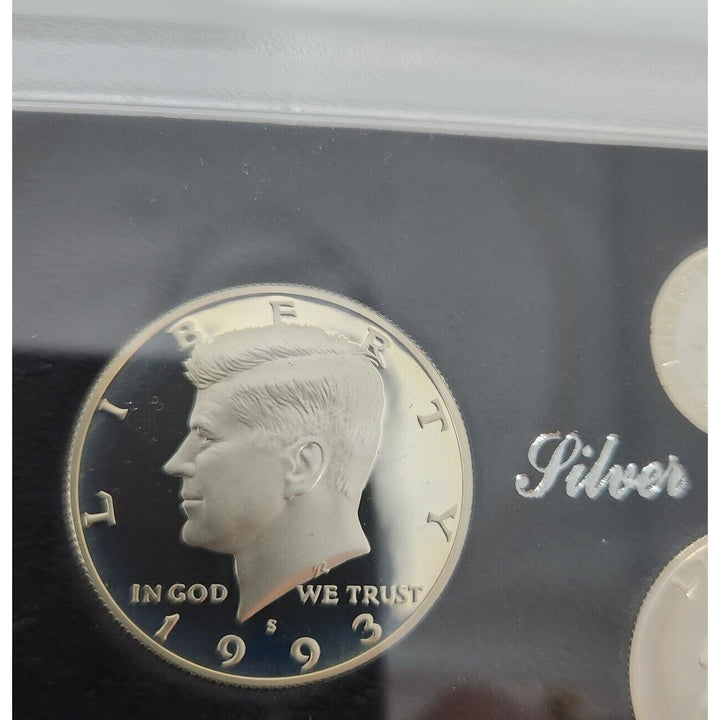 LIBERTY
Silver
IN GOD WE TRUST
S
1993